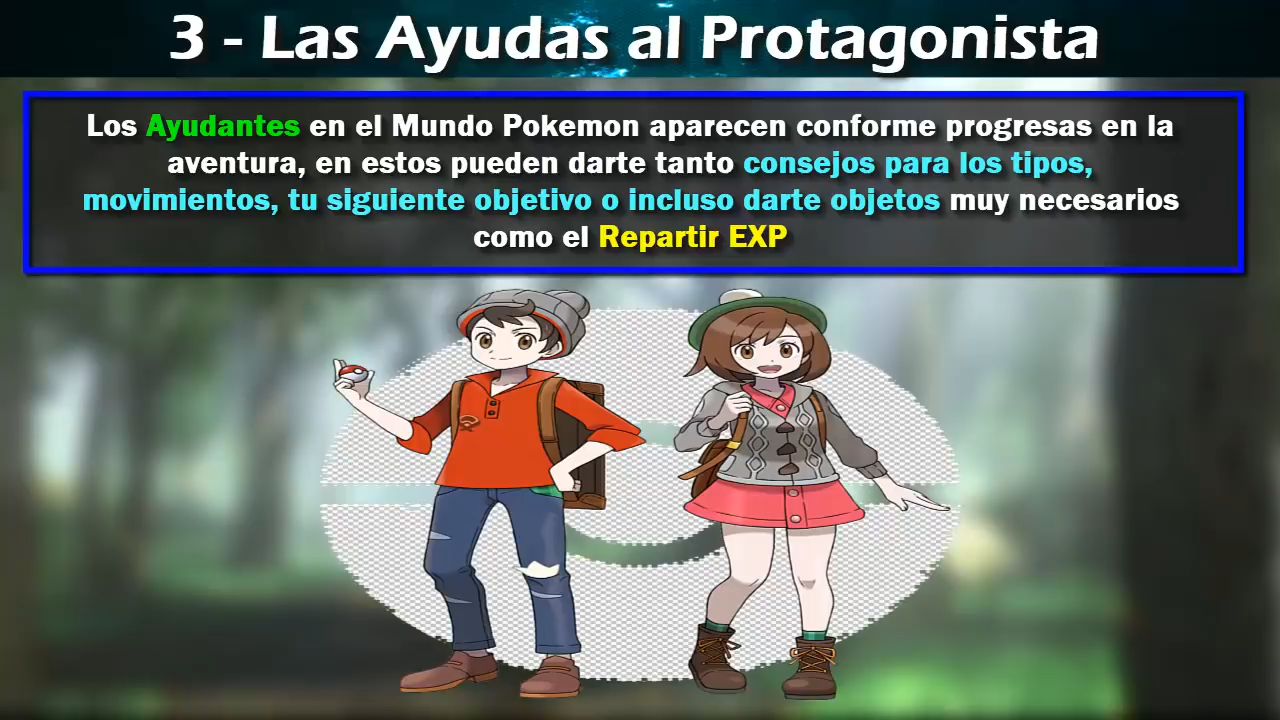 3 - Las Ayudas al Protagonista
Los Ayudantes en el Mundo Pokemon aparecen conforme progresas en la
aventura, en estos pueden darte tanto consejos para los tipos,
movimientos, tu siguiente objetivo o incluso darte objetos muy necesarios
como el Repartir EXP